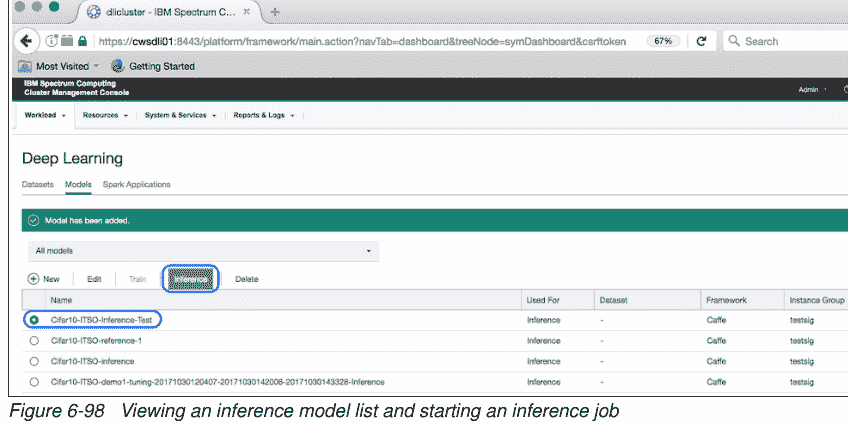 dlicluster - IBM Spectrum C...
https://cwsdli01:8443/platform/framework/main.action?navTab=dashboard&treeNode=symDashboard&csrftoken 67% Search
Most Visited Getting Started
IBM Spectrum Computing
Cluster Management Console
Admin
Workload Resources System & Services Reports & Logs
Deep Learning
Datasets Models Spark Applications
Model has been added.
All models
New Edit Train Inference Delete
Name Used For Dataset Framework Instance Group
Cifar10-ITSO-Inference-Test Inference - Caffe testsig
Cifar10-ITSO-reference-1 Inference - Caffe testsig
Cifar10-ITSO-inference Inference - Caffe testsig
Cifar10-ITSO-demo1-tuning-20171030120407-20171030142008-20171030143328-Inference Inference - Caffe testsig
Figure 6-98 Viewing an inference model list and starting an inference job